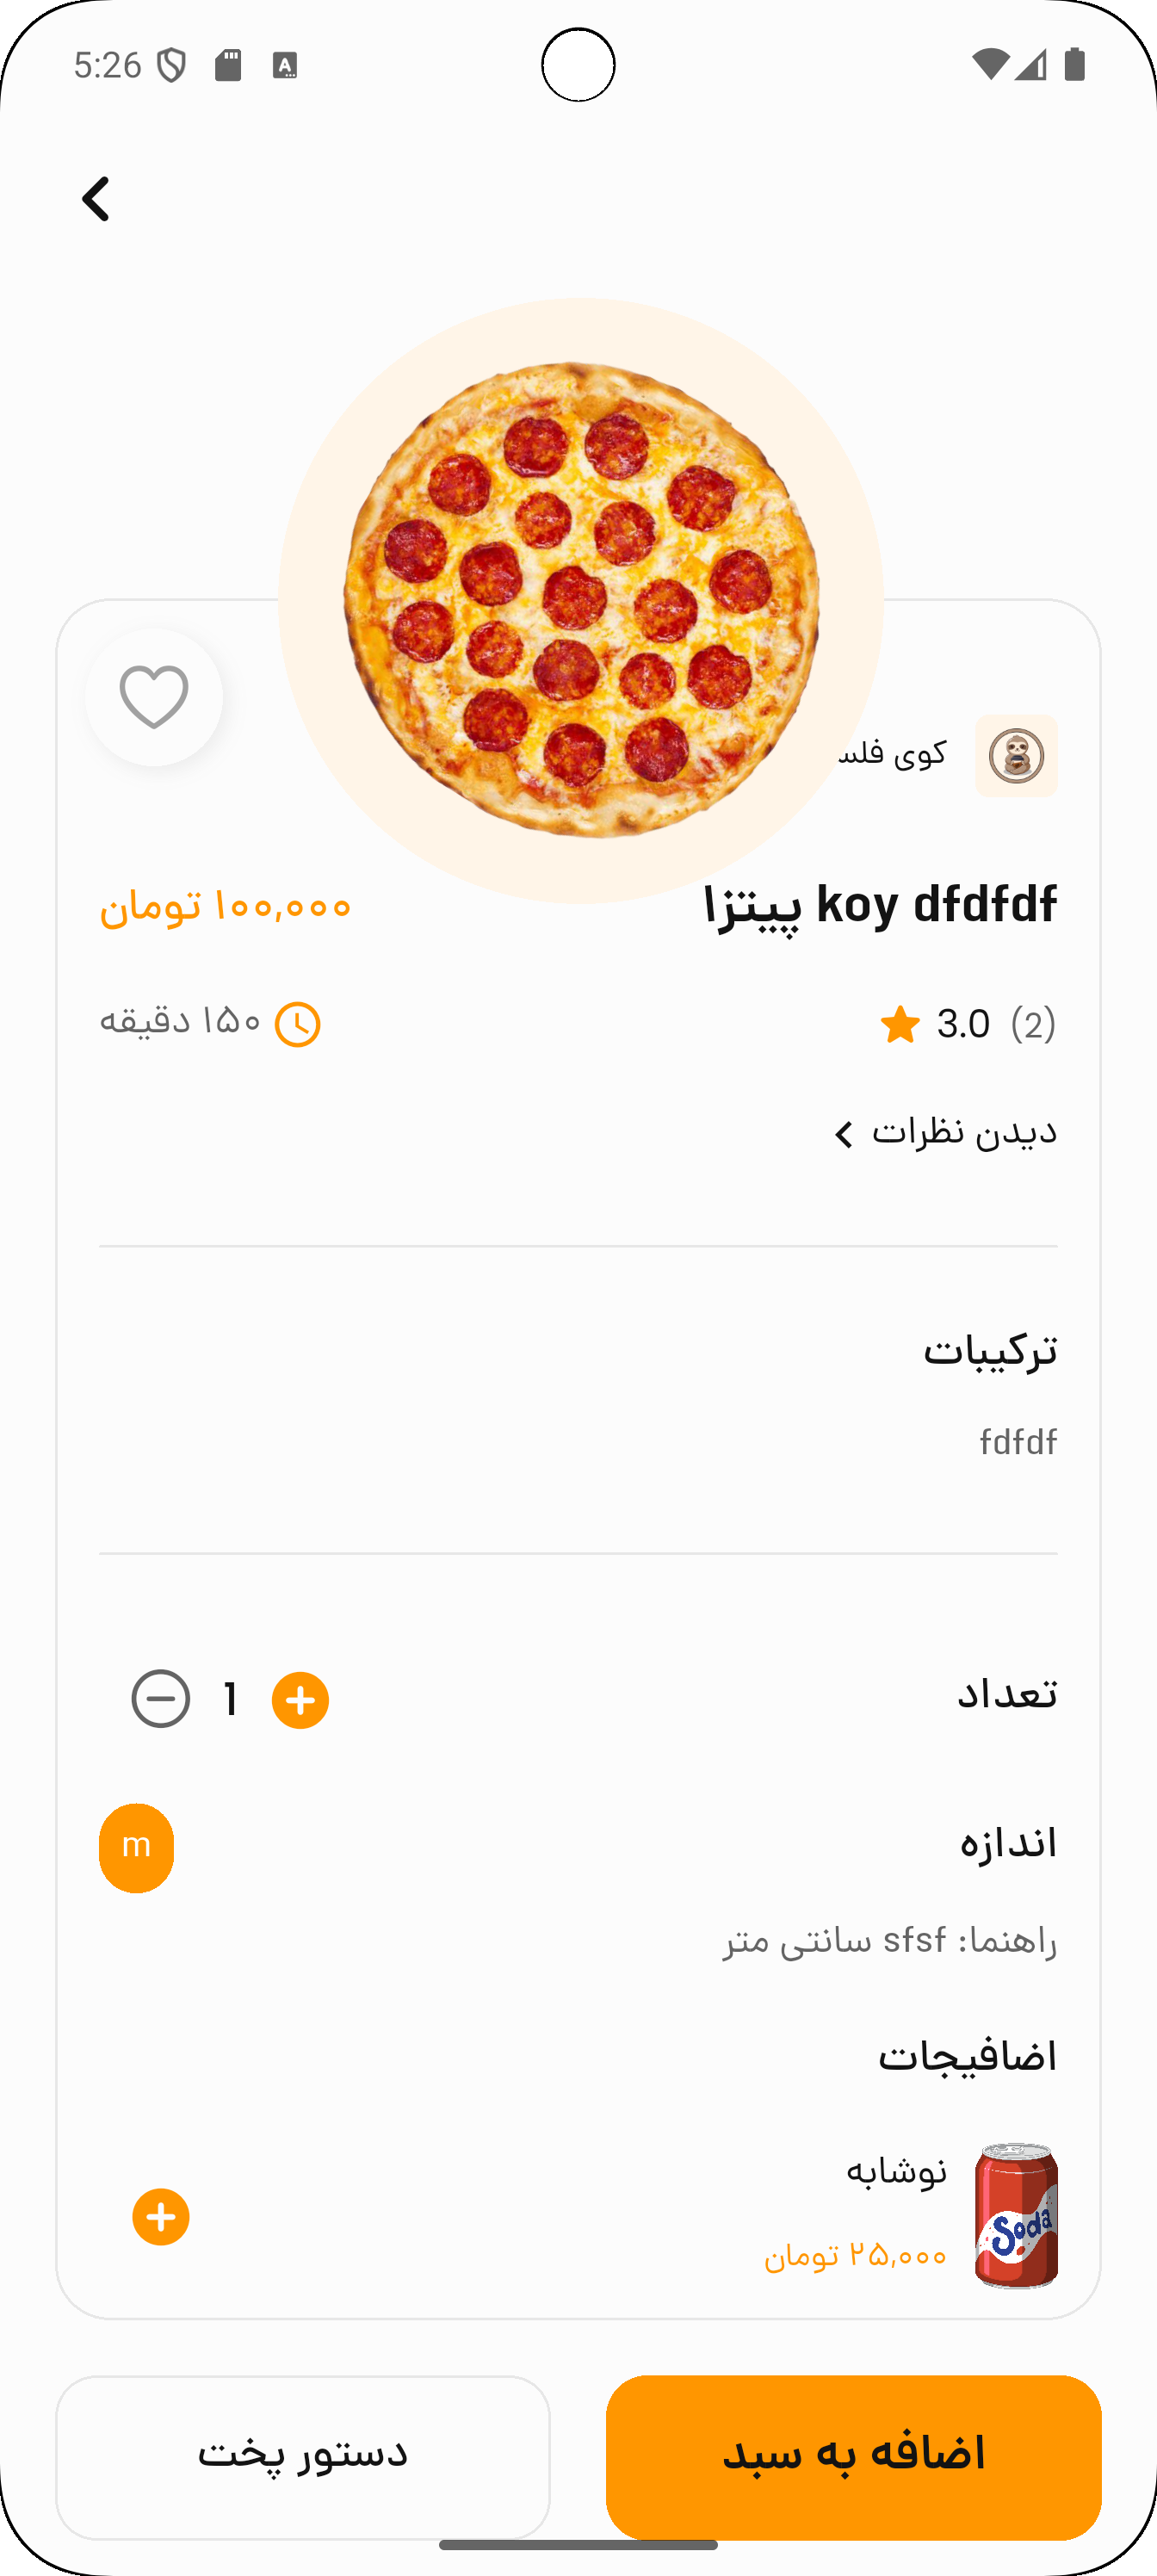 5:26
A
کوی فلس
پیتزا koy dfdfdf
۱۰۰,۰۰۰ تومان
(2) 3.0
۱۵۰ دقیقه
دیدن نظرات
ترکیبات
fdfdf
تعداد
1
اندازه
m
راهنما: sfsf سانتی متر
اضافیجات
نوشابه
Soda
۲۵,۰۰۰ تومان
اضافه به سبد
دستور پخت